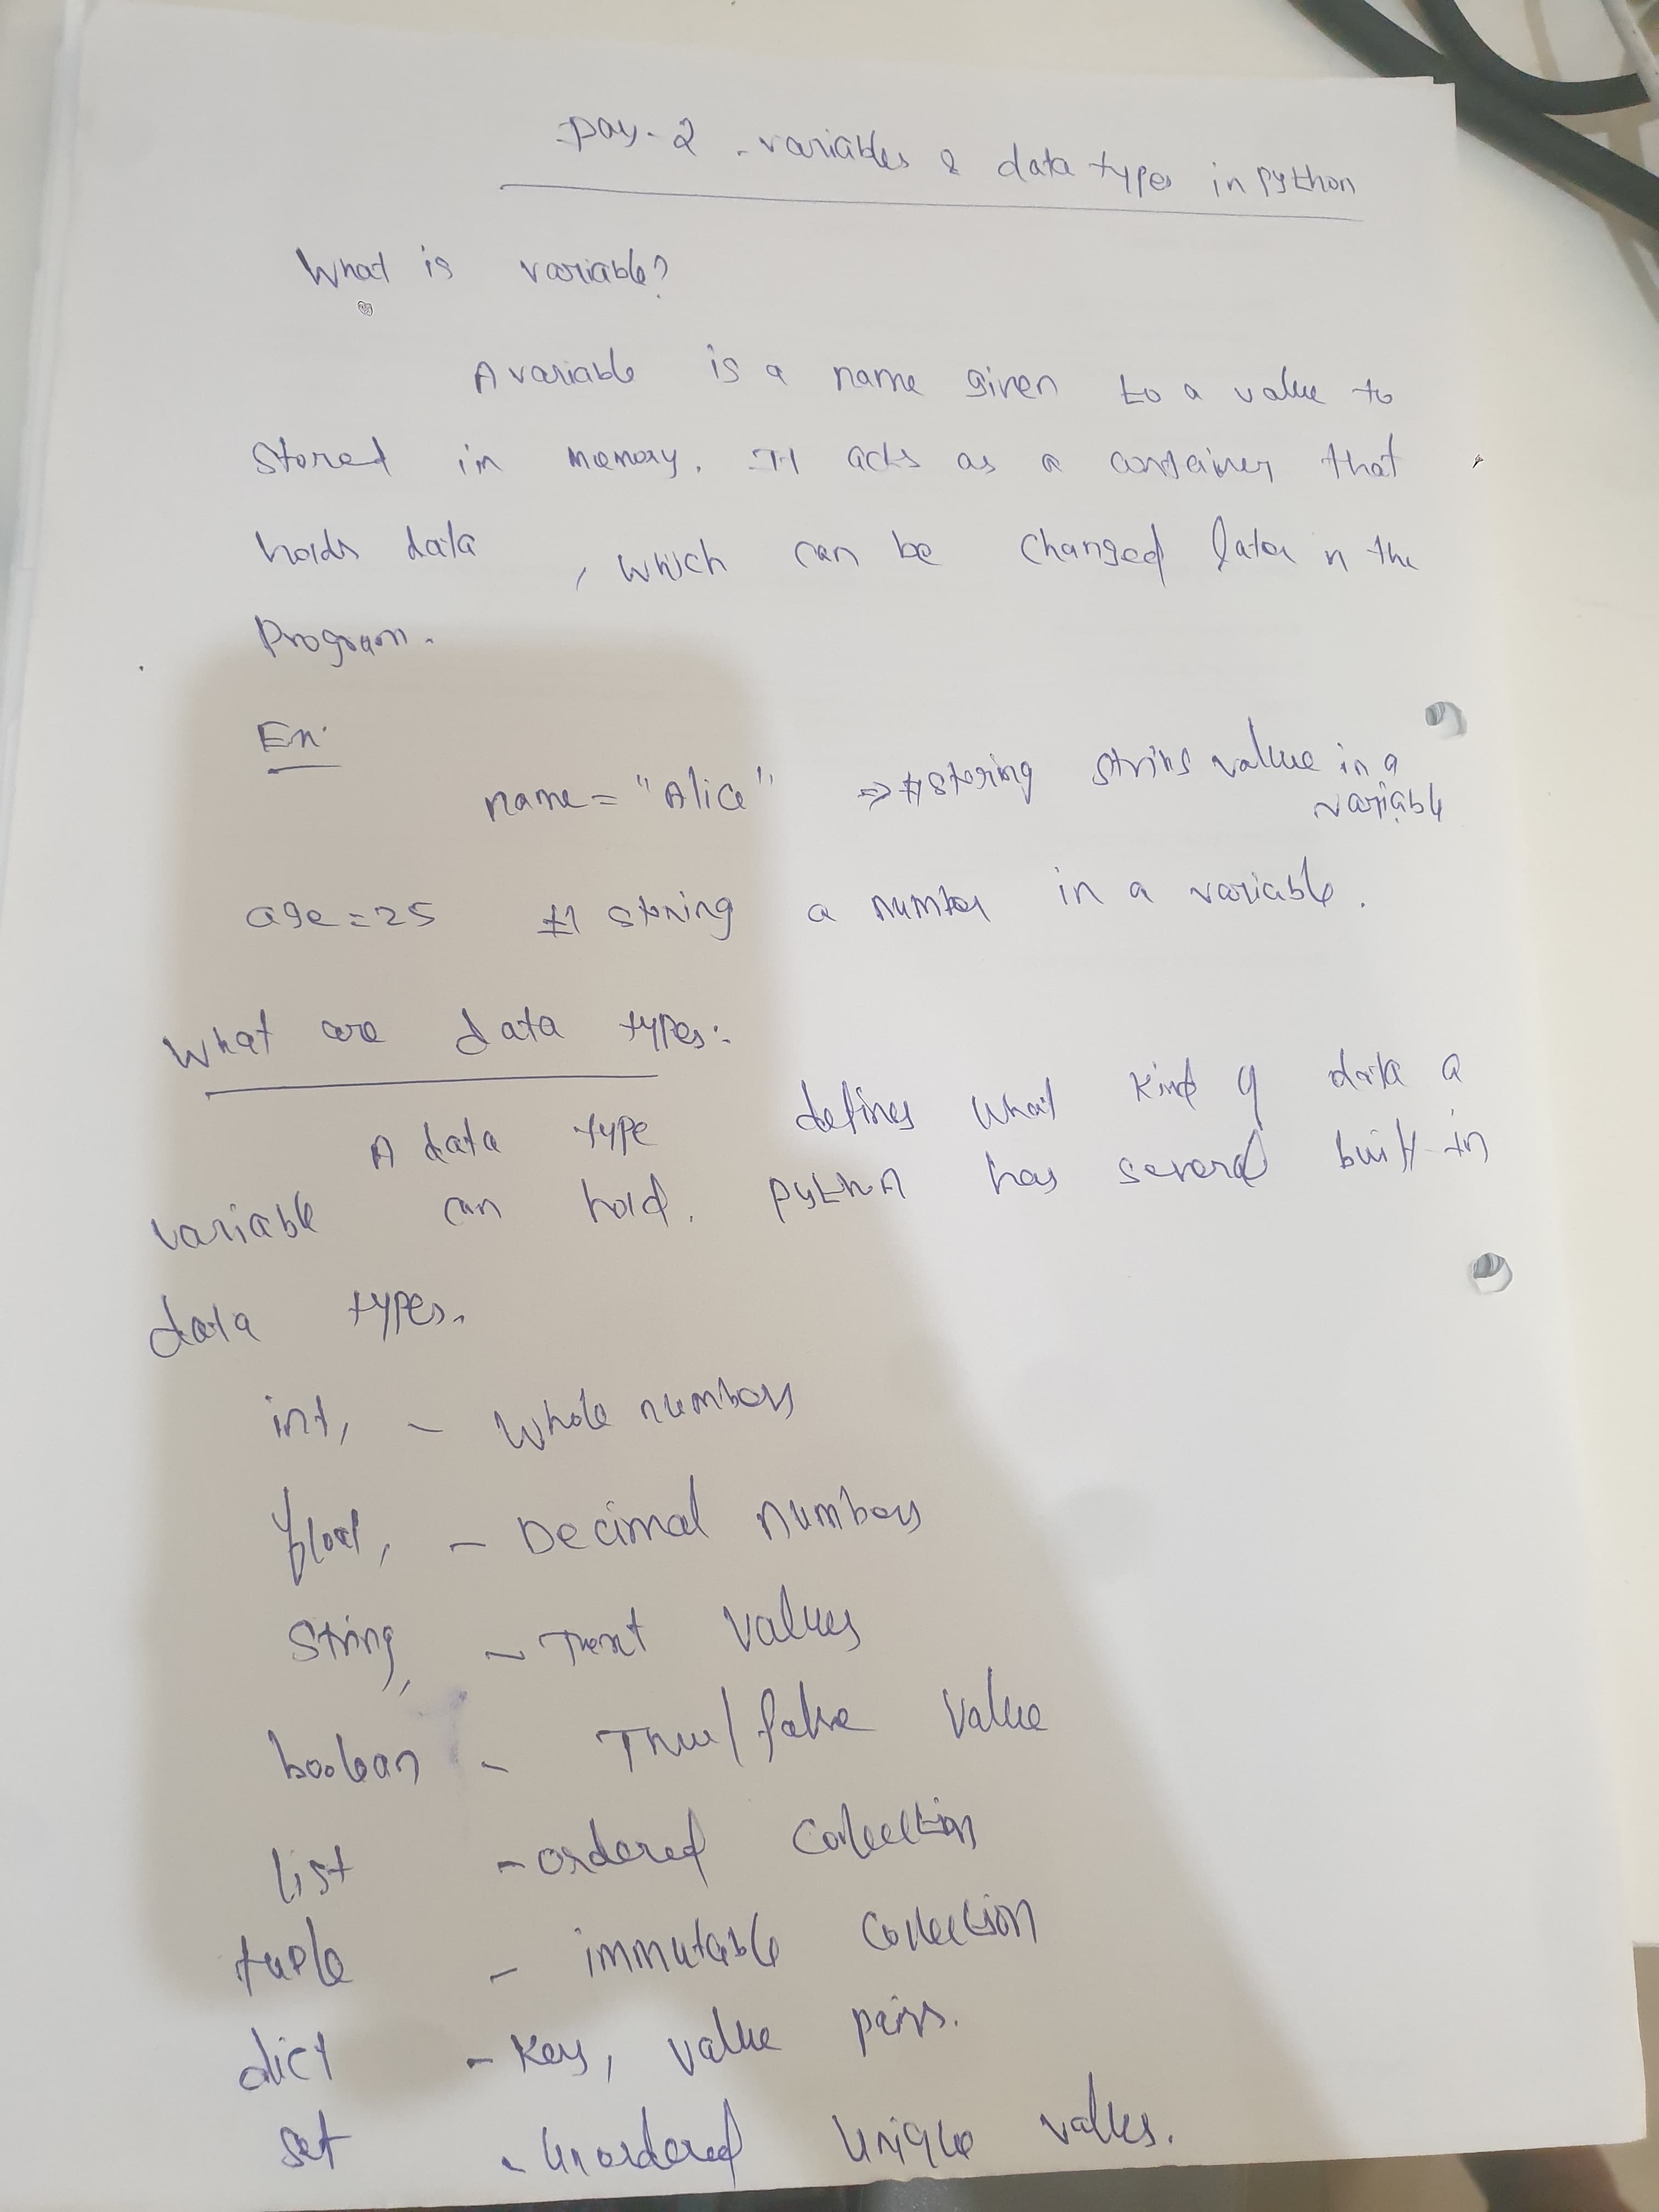 Day-2 - variables & data types in python
What is variable?
A variable is a name given to a value to
stored in memory. It acts as a container that
holds data , which can be changed later n the
Program.
Ex:
name = "Alice" => # storing string value in a
variable
age = 25 # storing a number in a variable.
What are data types:
A data type defines what kind of data a
variable can hold. python has several built-in
data types.
int, - Whole numbers
float, - Decimal numbers
String, - Text values
boolean - True/false value
list - ordered collection
tuple - immutable collection
dict - Key, value pairs.
set - Unordered Unique values.